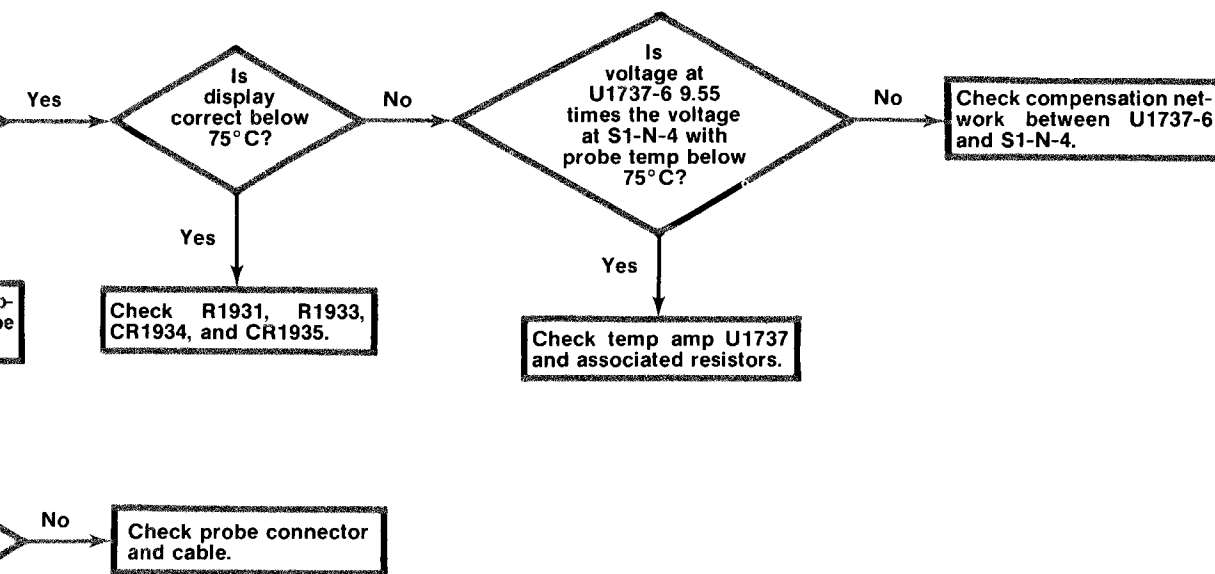 Yes
Is
display
correct below
75°C?
No
Is
voltage at
U1737-6 9.55
times the voltage
at S1-N-4 with
probe temp below
75°C?
No
Check compensation net-
work between U1737-6
and S1-N-4.
Yes
Check R1931, R1933,
CR1934, and CR1935.
Yes
Check temp amp U1737
and associated resistors.
No
Check probe connector
and cable.